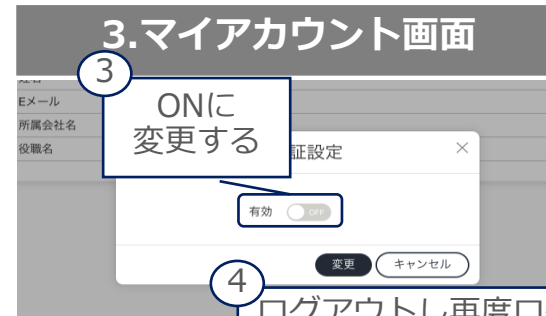 3.マイアカウント画面
3
ONに
変更する
Eメール
所属会社名
役職名
証設定
×
有効
OFF
変更
キャンセル
4
ログアウトし再度ロ